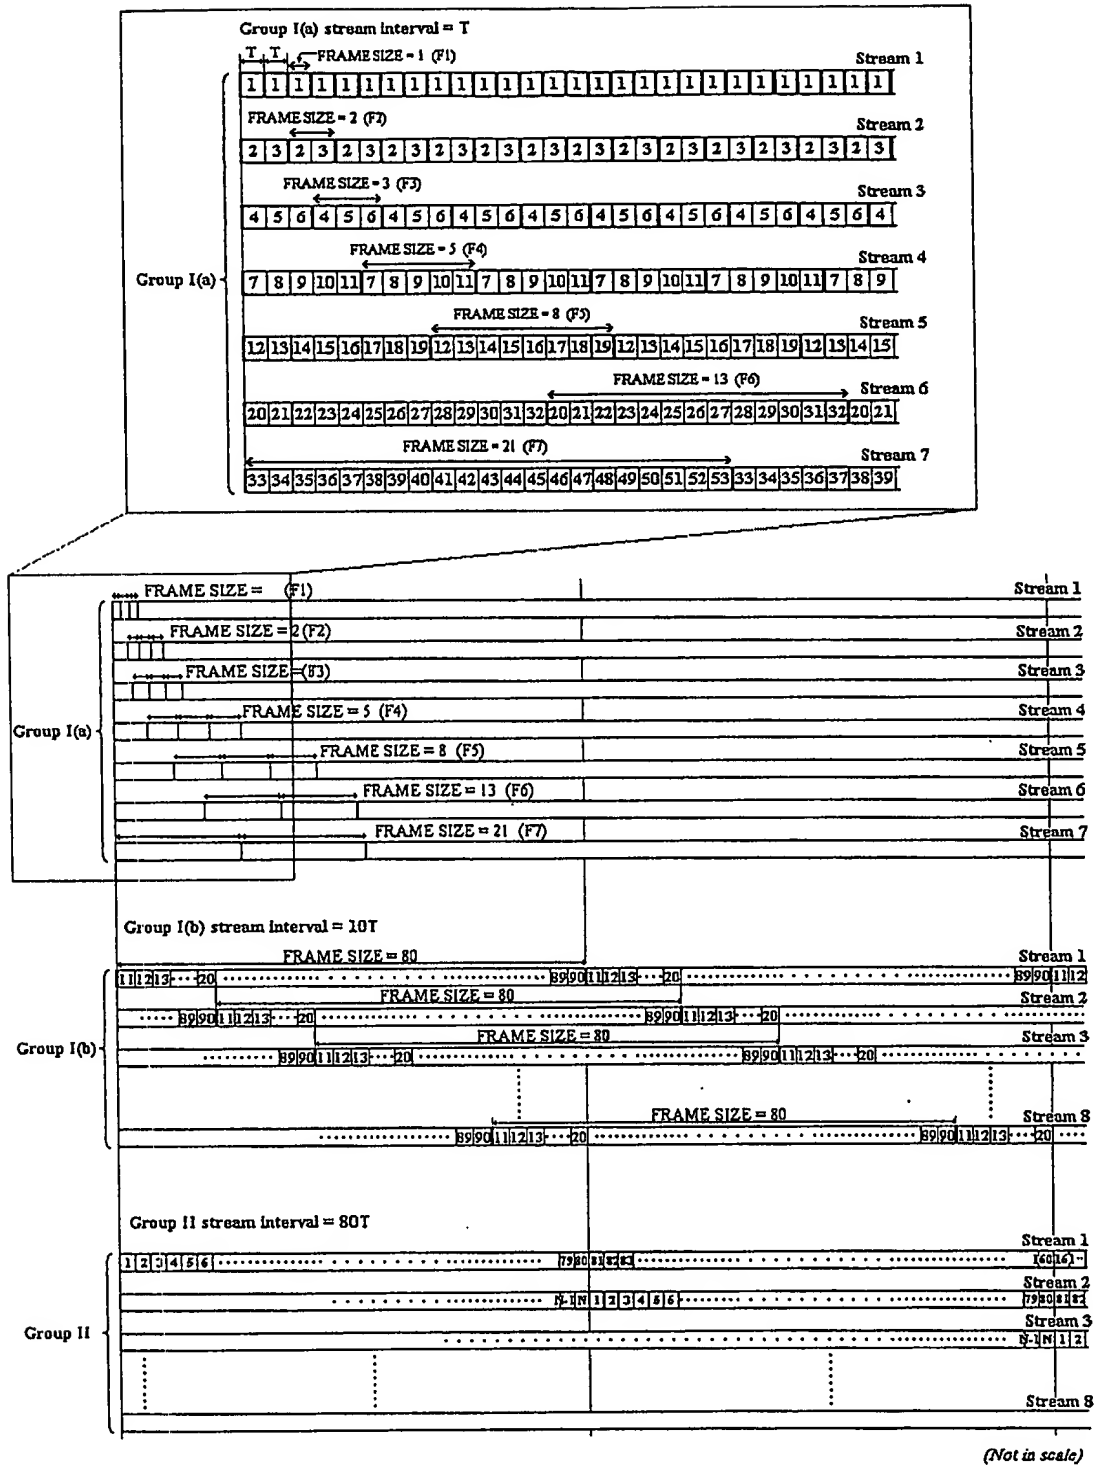 Group I(a) stream interval = T
T T FRAME SIZE = 1 (F1)
Stream 1
1 1 1 1 1 1 1 1 1 1 1 1 1 1 1 1 1 1 1 1 1 1 1 1 1 1 1 1
FRAME SIZE = 2 (F2)
Stream 2
2 3 2 3 2 3 2 3 2 3 2 3 2 3 2 3 2 3 2 3 2 3 2 3 2 3 2 3
FRAME SIZE = 3 (F3)
Stream 3
4 5 6 4 5 6 4 5 6 4 5 6 4 5 6 4 5 6 4 5 6 4 5 6 4 5 6 4
FRAME SIZE = 5 (F4)
Stream 4
Group I(a)
7 8 9 10 11 7 8 9 10 11 7 8 9 10 11 7 8 9 10 11 7 8 9 10 11 7 8 9
FRAME SIZE = 8 (F5)
Stream 5
12 13 14 15 16 17 18 19 12 13 14 15 16 17 18 19 12 13 14 15 16 17 18 19 12 13 14 15
FRAME SIZE = 13 (F6)
Stream 6
20 21 22 23 24 25 26 27 28 29 30 31 32 20 21 22 23 24 25 26 27 28 29 30 31 32 20 21
FRAME SIZE = 21 (F7)
Stream 7
33 34 35 36 37 38 39 40 41 42 43 44 45 46 47 48 49 50 51 52 53 33 34 35 36 37 38 39
FRAME SIZE = (F1) Stream 1
FRAME SIZE = 2 (F2) Stream 2
FRAME SIZE = (F3) Stream 3
FRAME SIZE = 5 (F4) Stream 4
Group I(a)
FRAME SIZE = 8 (F5) Stream 5
FRAME SIZE = 13 (F6) Stream 6
FRAME SIZE = 21 (F7) Stream 7
Group I(b) stream interval = 10T
FRAME SIZE = 80 Stream 1
11 12 13 ···· 20 ···· 89 90 11 12 13 ···· 20 ···· 89 90 11 12
FRAME SIZE = 80 Stream 2
···· 89 90 11 12 13 ···· 20 ···· 89 90 11 12 13 ···· 20 ····
FRAME SIZE = 80 Stream 3
Group I(b)
···· 89 90 11 12 13 ···· 20 ···· 89 90 11 12 13 ···· 20 ····
FRAME SIZE = 80 Stream 8
···· 89 90 11 12 13 ···· 20 ···· 89 90 11 12 13 ···· 20 ····
Group II stream interval = 80T
Stream 1
1 2 3 4 5 6 ···· 79 80 81 82 83 ····
Stream 2
···· N-1 N 1 2 3 4 5 6 ···· 79 80 81 82
Group II
Stream 3
···· N-1 N 1 2
Stream 8
(Not in scale)